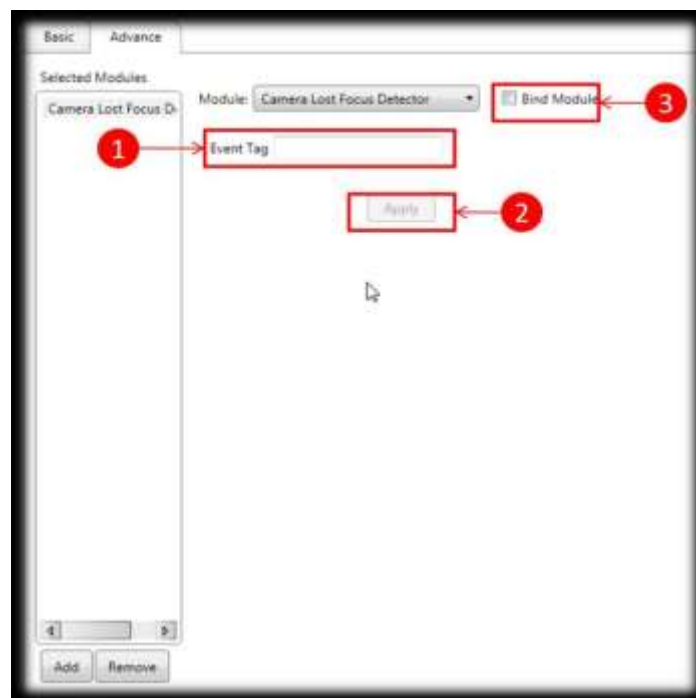 Basic Advance
Selected Modules
Camera Lost Focus D
Module: Camera Lost Focus Detector
Bind Module
3
1
Event Tag
Apply
2
Add Remove